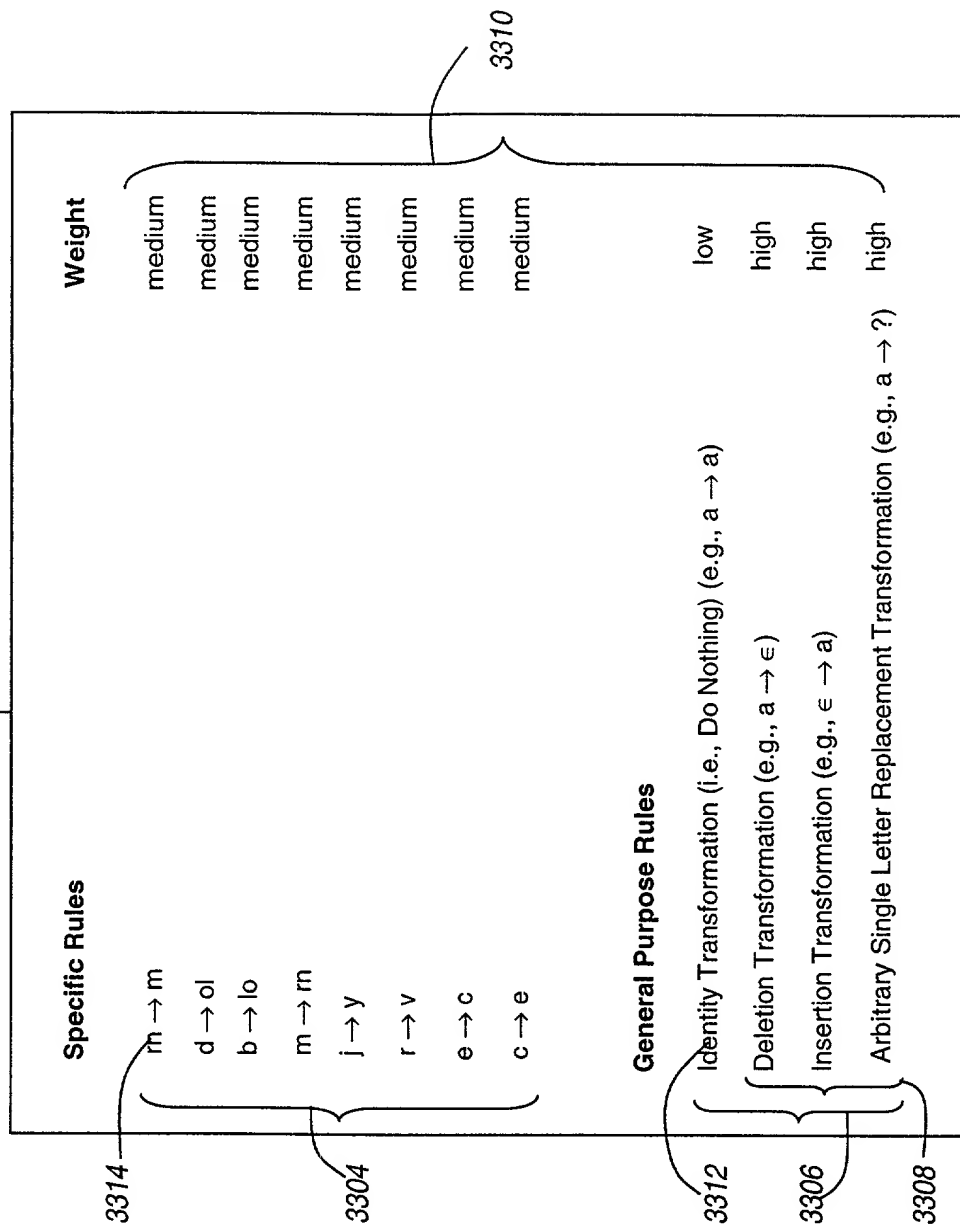 Specific Rules Weight
3314
rn → m medium
d → ol medium
b → lo medium
m → rn medium
j → y medium
3304
r → v medium
e → c medium
3310
c → e medium
General Purpose Rules
3312
Identity Transformation (i.e., Do Nothing) (e.g., a → a) low
Deletion Transformation (e.g., a → ϵ) high
3306
Insertion Transformation (e.g., ϵ → a) high
Arbitrary Single Letter Replacement Transformation (e.g., a → ?) high
3308